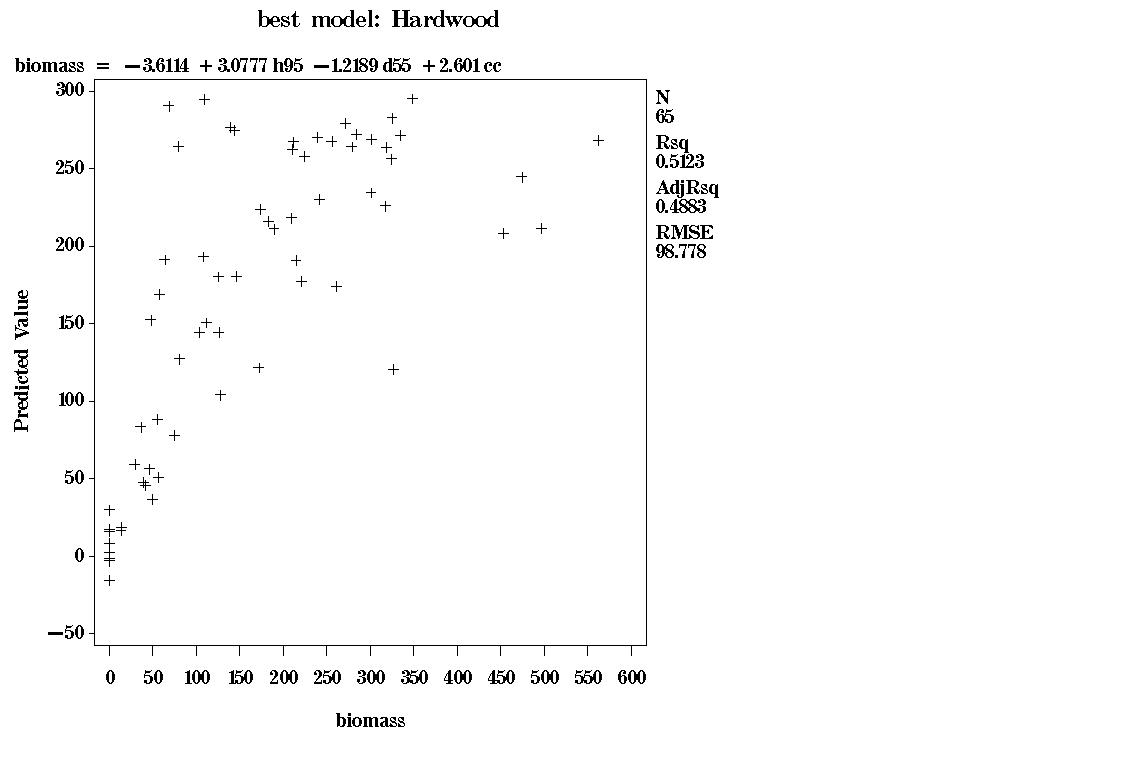 best model: Hardwood
biomass = −3.6114 +3.0777 h95 −1.2189 d55 +2.601 cc
300
250
200
150
100
50
0
−50
Predicted Value
0 50 100 150 200 250 300 350 400 450 500 550 600
biomass
N
65
Rsq
0.5123
AdjRsq
0.4883
RMSE
98.778